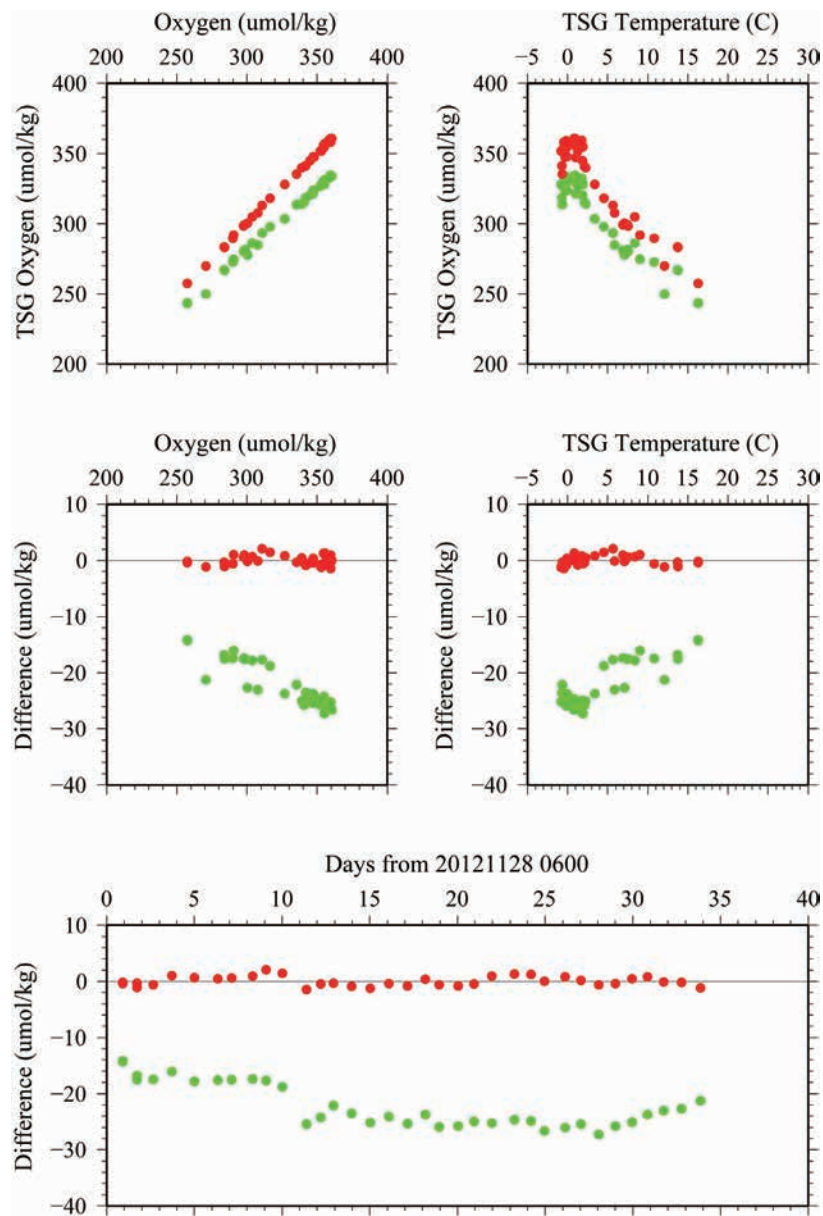 Oxygen (umol/kg)
TSG Temperature (C)
200 250 300 350 400
−5 0 5 10 15 20 25 30
400
350
300
250
200
TSG Oxygen (umol/kg)
400
350
300
250
200
TSG Oxygen (umol/kg)
Oxygen (umol/kg)
TSG Temperature (C)
200 250 300 350 400
−5 0 5 10 15 20 25 30
10
0
−10
−20
−30
−40
Difference (umol/kg)
10
0
−10
−20
−30
−40
Difference (umol/kg)
Days from 20121128 0600
0 5 10 15 20 25 30 35 40
10
0
−10
−20
−30
−40
Difference (umol/kg)